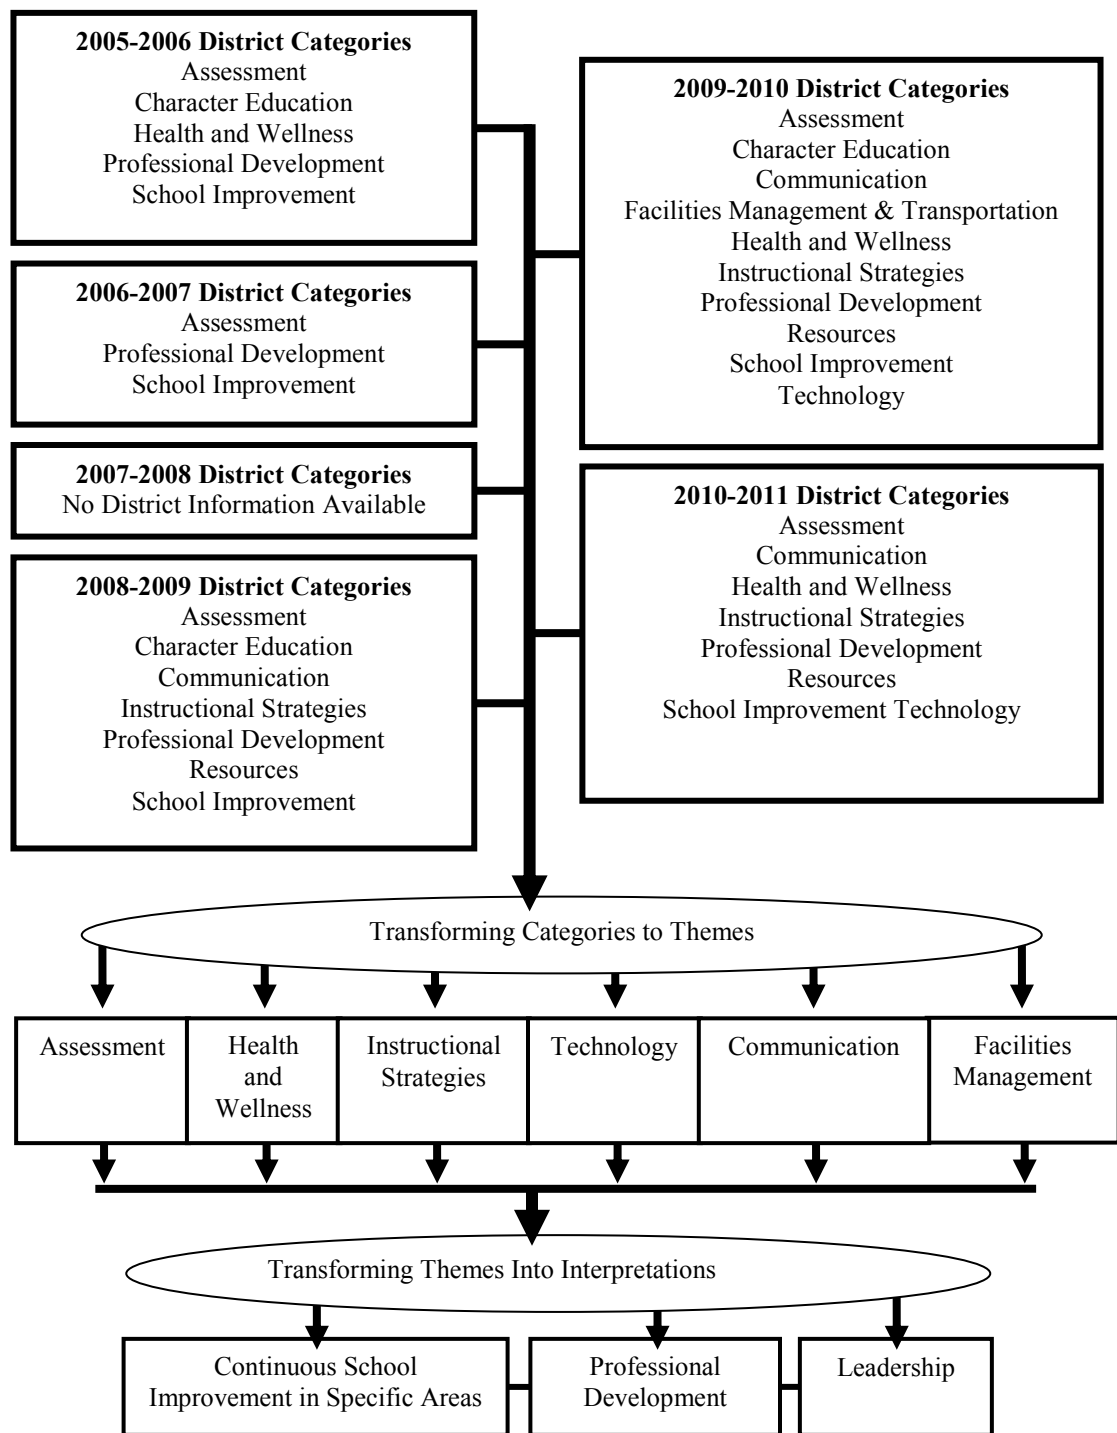 2005-2006 District Categories
Assessment
Character Education
Health and Wellness
Professional Development
School Improvement
2006-2007 District Categories
Assessment
Professional Development
School Improvement
2007-2008 District Categories
No District Information Available
2008-2009 District Categories
Assessment
Character Education
Communication
Instructional Strategies
Professional Development
Resources
School Improvement
2009-2010 District Categories
Assessment
Character Education
Communication
Facilities Management & Transportation
Health and Wellness
Instructional Strategies
Professional Development
Resources
School Improvement
Technology
2010-2011 District Categories
Assessment
Communication
Health and Wellness
Instructional Strategies
Professional Development
Resources
School Improvement Technology
Transforming Categories to Themes
Assessment
Health
and
Wellness
Instructional
Strategies
Technology
Communication
Facilities
Management
Transforming Themes Into Interpretations
Continuous School
Improvement in Specific Areas
Professional
Development
Leadership